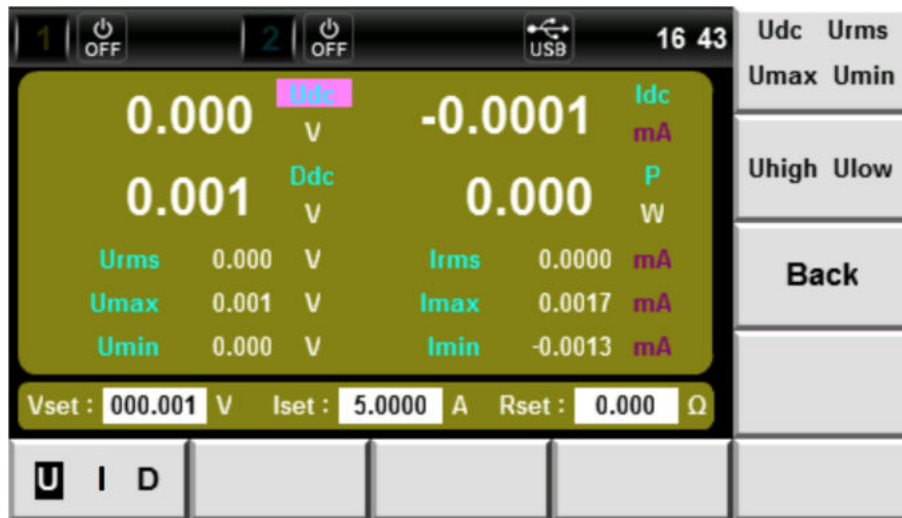 1 OFF 2 OFF USB 16 43
Udc Urms
Umax Umin
0.000 Udc V -0.0001 Idc mA
Uhigh Ulow
0.001 Ddc V 0.000 P W
Urms 0.000 V Irms 0.0000 mA
Back
Umax 0.001 V Imax 0.0017 mA
Umin 0.000 V Imin -0.0013 mA
Vset : 000.001 V Iset : 5.0000 A Rset : 0.000 Ω
U I D